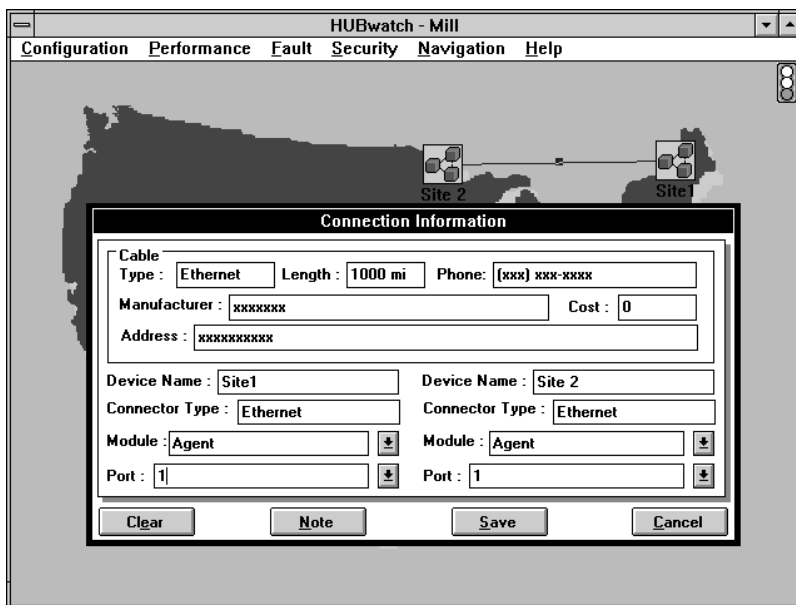 HUBwatch - Mill
Configuration Performance Fault Security Navigation Help
Site 2 Site1
Connection Information
Cable
Type : Ethernet Length : 1000 mi Phone: (xxx) xxx-xxxx
Manufacturer : xxxxxxx Cost : 0
Address : xxxxxxxxxx
Device Name : Site1 Device Name : Site 2
Connector Type : Ethernet Connector Type : Ethernet
Module : Agent Module : Agent
Port : 1 Port : 1
Clear Note Save Cancel